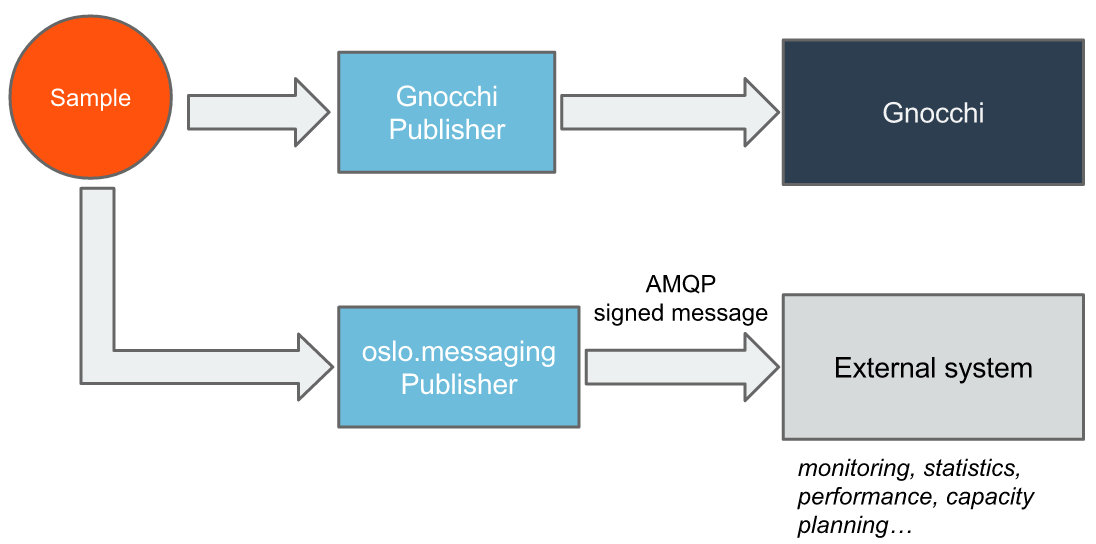 Sample
Gnocchi
Publisher
Gnocchi
AMQP
signed message
oslo.messaging
Publisher
External system
monitoring, statistics,
performance, capacity
planning…